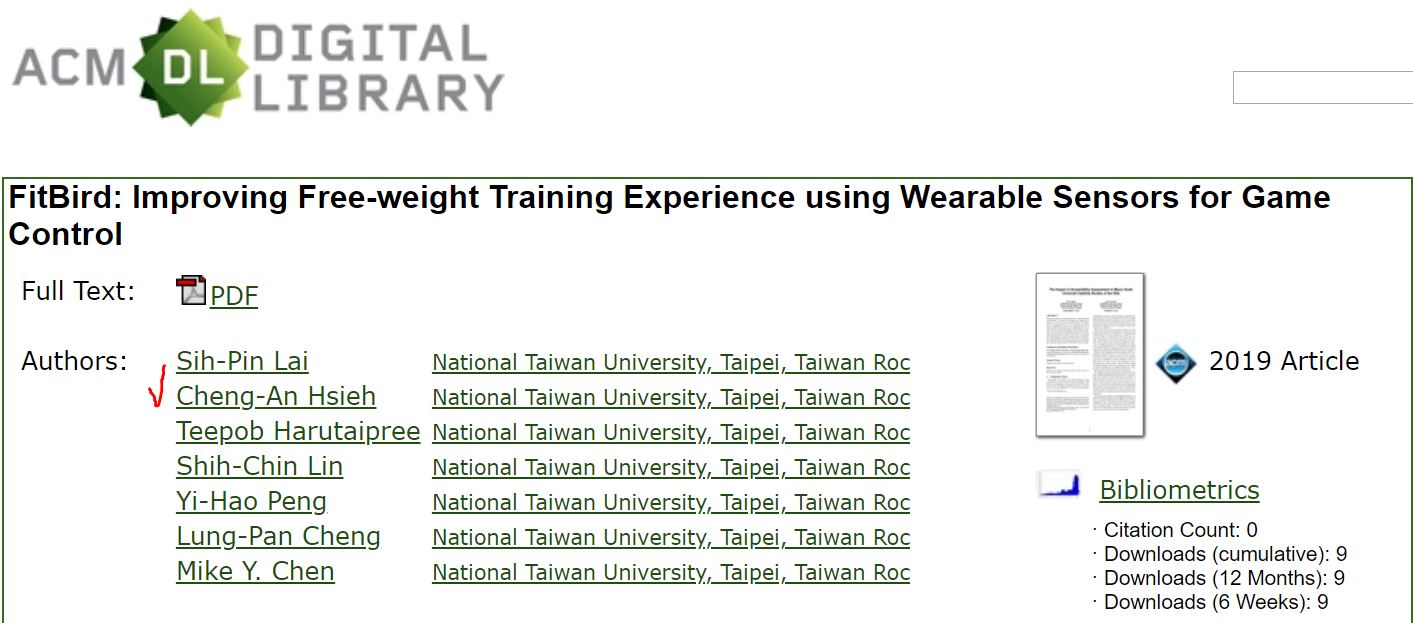 ACM DL DIGITAL LIBRARY
FitBird: Improving Free-weight Training Experience using Wearable Sensors for Game
Control
Full Text: PDF
Authors: Sih-Pin Lai National Taiwan University, Taipei, Taiwan Roc
Cheng-An Hsieh National Taiwan University, Taipei, Taiwan Roc
Teepob Harutaipree National Taiwan University, Taipei, Taiwan Roc
Shih-Chin Lin National Taiwan University, Taipei, Taiwan Roc
Yi-Hao Peng National Taiwan University, Taipei, Taiwan Roc
Lung-Pan Cheng National Taiwan University, Taipei, Taiwan Roc
Mike Y. Chen National Taiwan University, Taipei, Taiwan Roc
2019 Article
Bibliometrics
· Citation Count: 0
· Downloads (cumulative): 9
· Downloads (12 Months): 9
· Downloads (6 Weeks): 9